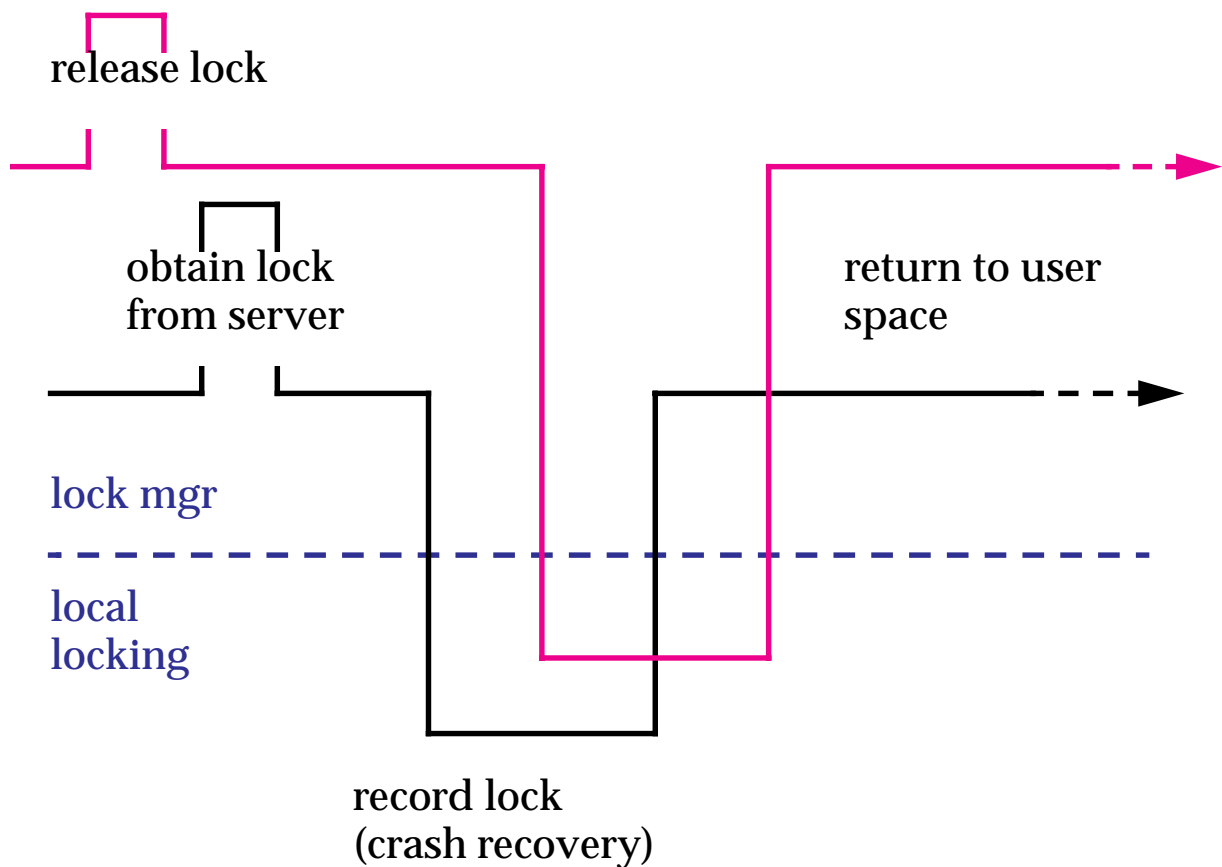 release lock
obtain lock
from server
return to user
space
lock mgr
local
locking
record lock
(crash recovery)